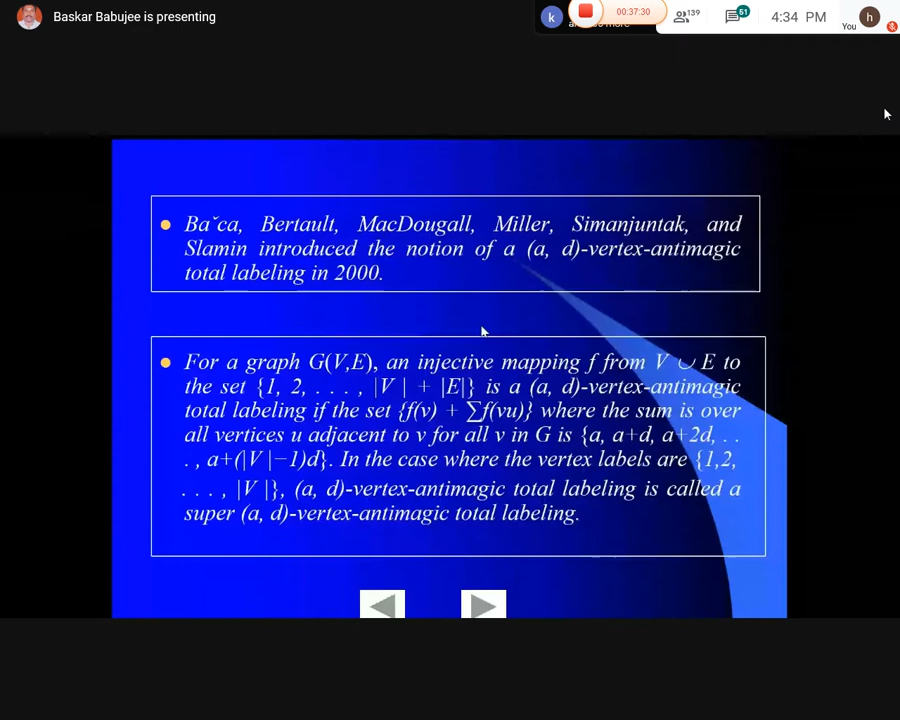 Baskar Babujee is presenting
k
00:37:30
139
51
4:34 PM
You
h
Baˇca, Bertault, MacDougall, Miller, Simanjuntak, and
Slamin introduced the notion of a (a, d)-vertex-antimagic
total labeling in 2000.
For a graph G(V,E), an injective mapping f from V ∪ E to
the set {1, 2, . . . , |V | + |E|} is a (a, d)-vertex-antimagic
total labeling if the set {f(v) + ∑f(vu)} where the sum is over
all vertices u adjacent to v for all v in G is {a, a+d, a+2d, . .
. , a+(|V |−1)d}. In the case where the vertex labels are {1,2,
. . . , |V |}, (a, d)-vertex-antimagic total labeling is called a
super (a, d)-vertex-antimagic total labeling.